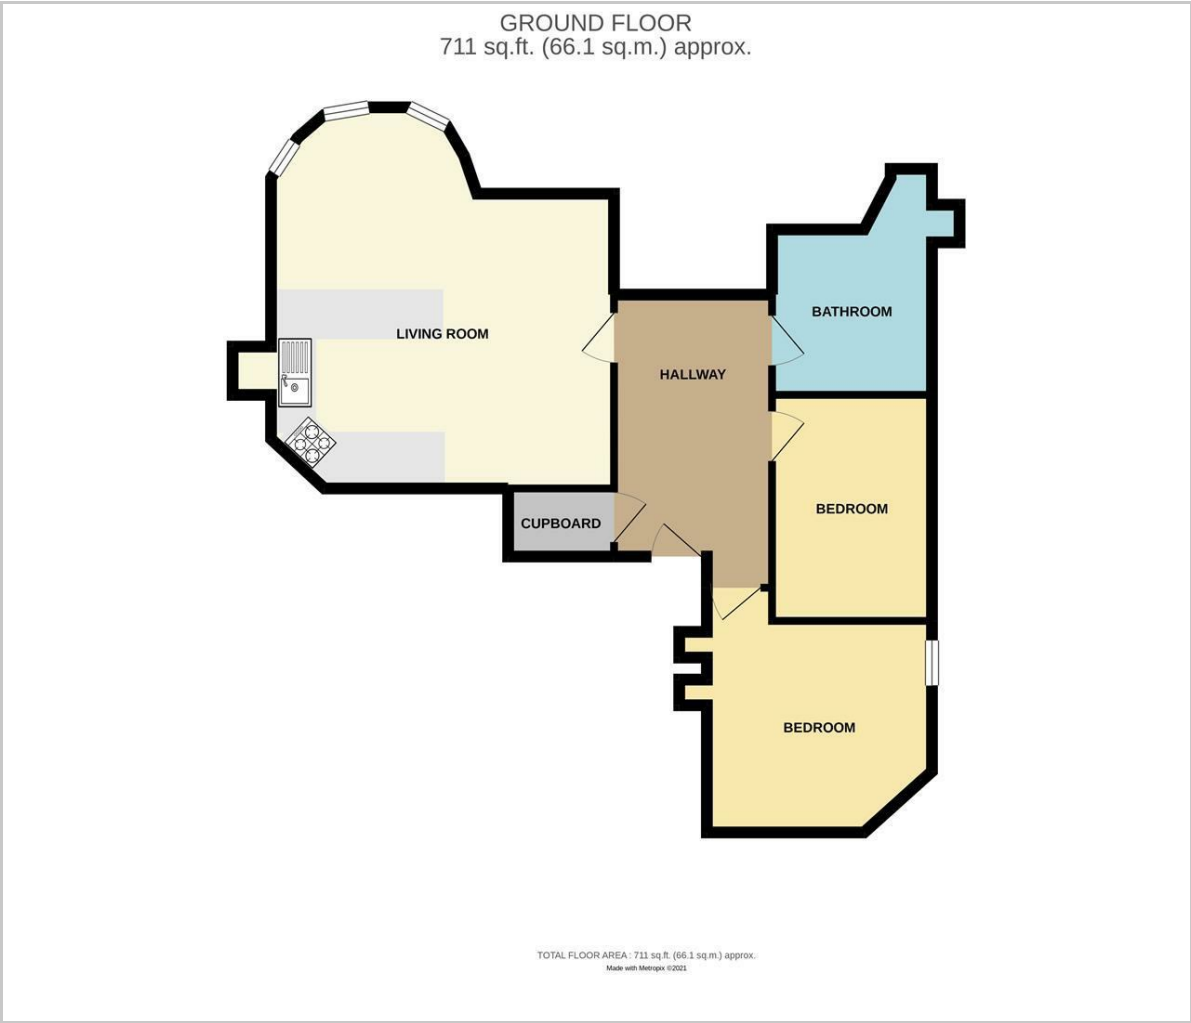 GROUND FLOOR
711 sq.ft. (66.1 sq.m.) approx.
BATHROOM
LIVING ROOM
HALLWAY
BEDROOM
CUPBOARD
BEDROOM
TOTAL FLOOR AREA : 711 sq.ft. (66.1 sq.m.) approx.
Made with Metropix ©2021